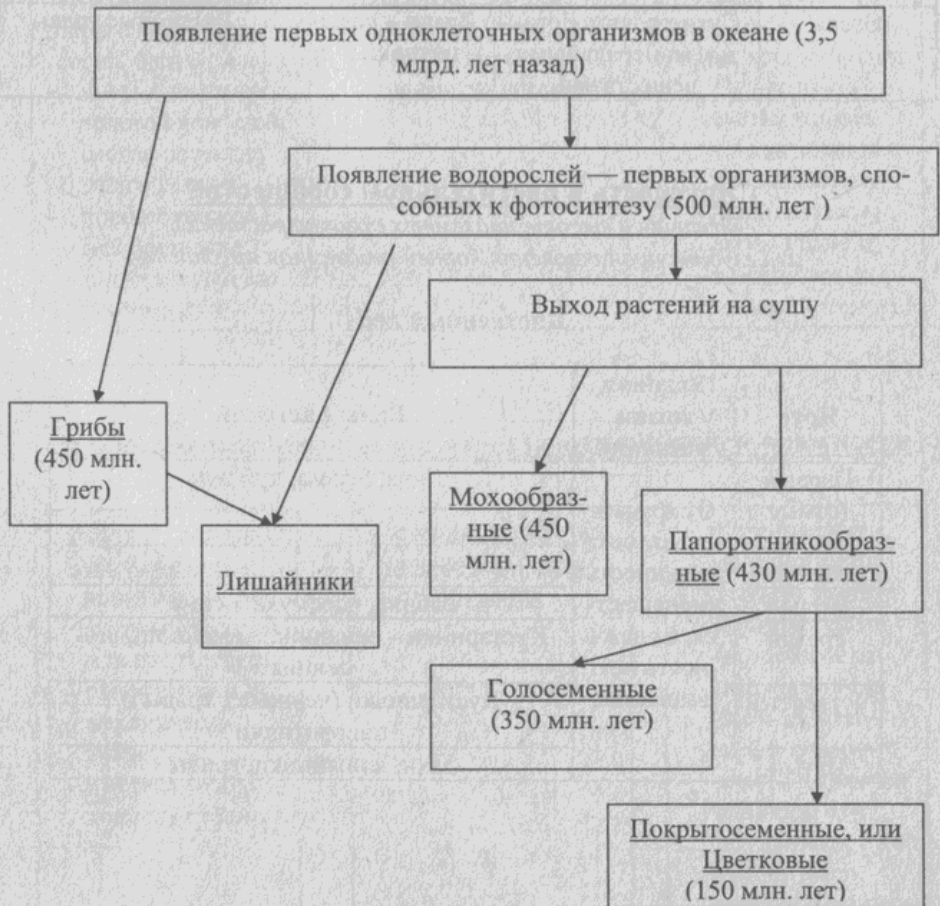 Появление первых одноклеточных организмов в океане (3,5
млрд. лет назад)
Появление водорослей — первых организмов, спо-
собных к фотосинтезу (500 млн. лет )
Выход растений на сушу
Грибы
(450 млн.
лет)
Мохообраз-
ные (450
млн. лет)
Папоротникообраз-
ные (430 млн. лет)
Лишайники
Голосеменные
(350 млн. лет)
Покрытосеменные, или
Цветковые
(150 млн. лет)